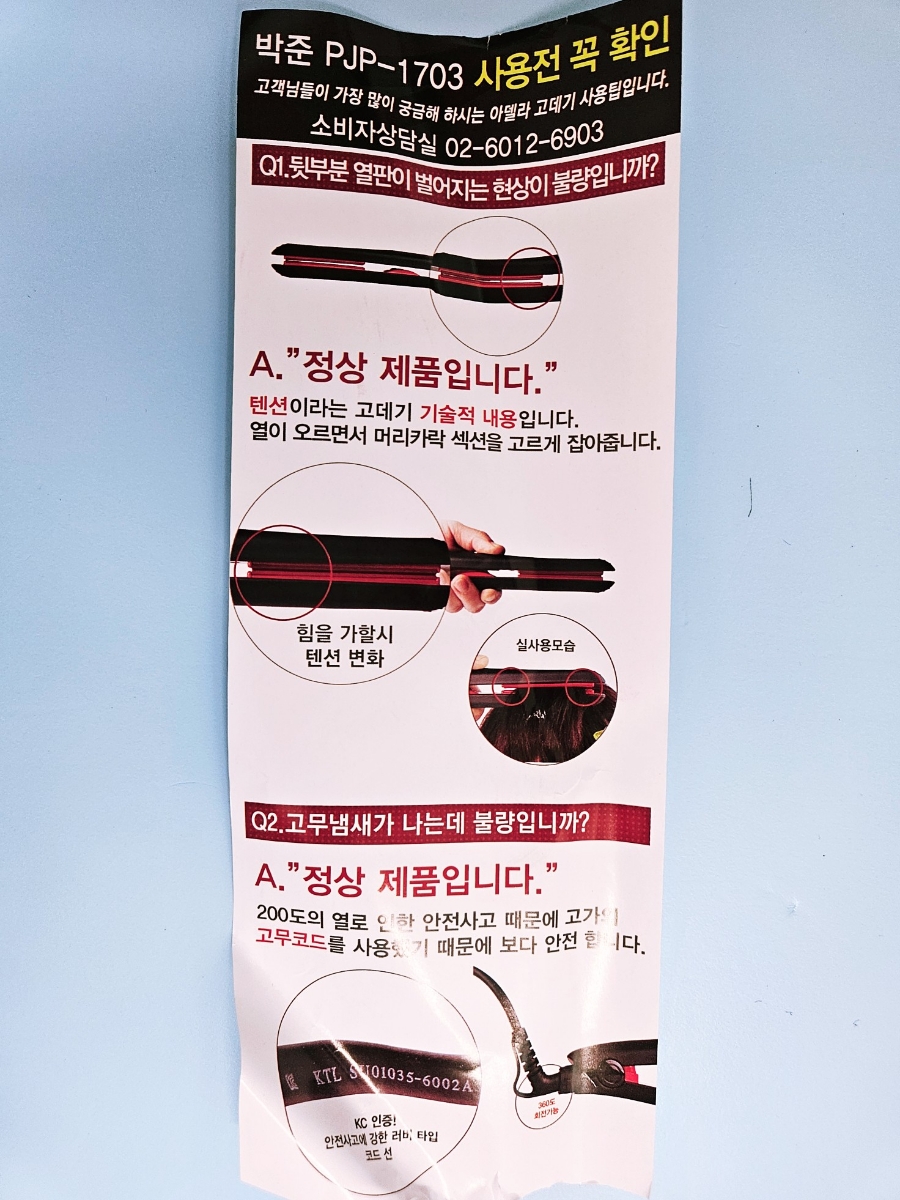 박준 PJP-1703 사용전 꼭 확인
고객님들이 가장 많이 궁금해 하시는 아델라 고데기 사용팁입니다.
소비자상담실 02-6012-6903
Q1.뒷부분 열판이 벌어지는 현상이 불량입니까?
A."정상 제품입니다."
텐션이라는 고데기 기술적 내용입니다.
열이 오르면서 머리카락 섹션을 고르게 잡아줍니다.
힘을 가할시
텐션 변화
실사용모습
Q2.고무냄새가 나는데 불량입니까?
A."정상 제품입니다."
200도의 열로 인한 안전사고 때문에 고가의
고무코드를 사용했기 때문에 보다 안전 합니다.
KTL SU01035-6002A
KC 인증!
안전사고에 강한 러버 타입
코드 선
360도
회전가능